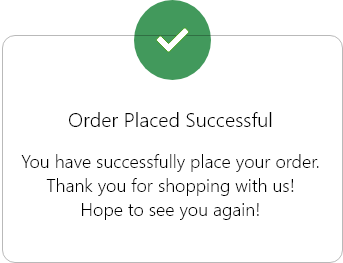 Order Placed Successful
You have successfully place your order.
Thank you for shopping with us!
Hope to see you again!